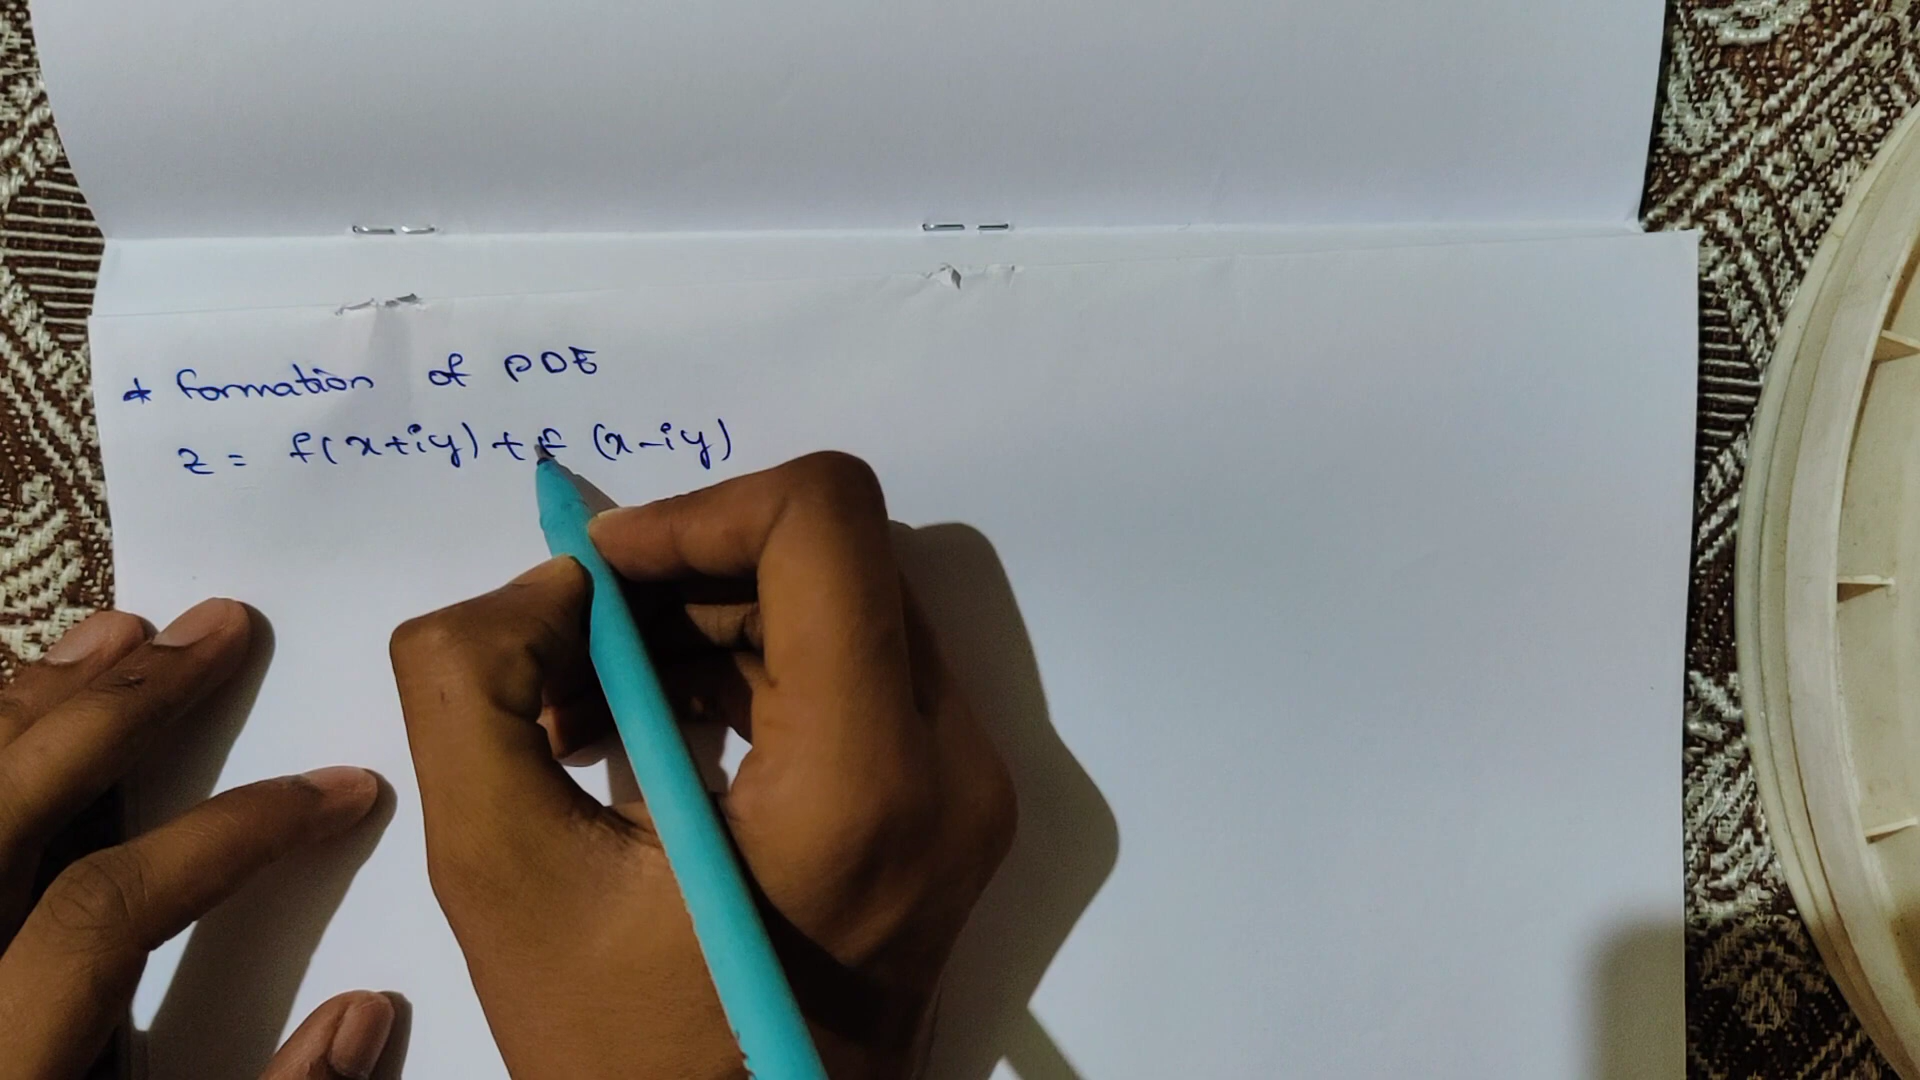 * formation of PDE
z = f(x+iy) + f (x-iy)